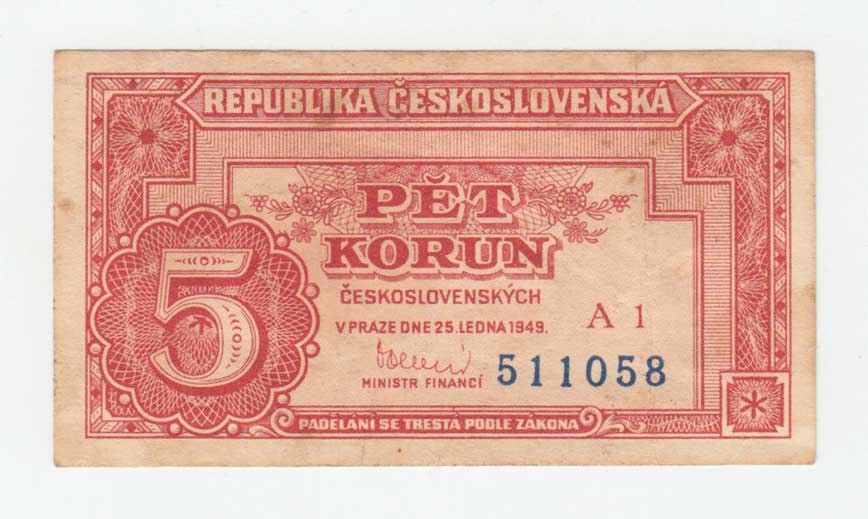 REPUBLIKA ČESKOSLOVENSKÁ
PĚT
KORUN
ČESKOSLOVENSKÝCH
V PRAZE DNE 25. LEDNA 1949.
A 1
MINISTR FINANCÍ
511058
5
PADĚLÁNÍ SE TRESTÁ PODLE ZÁKONA